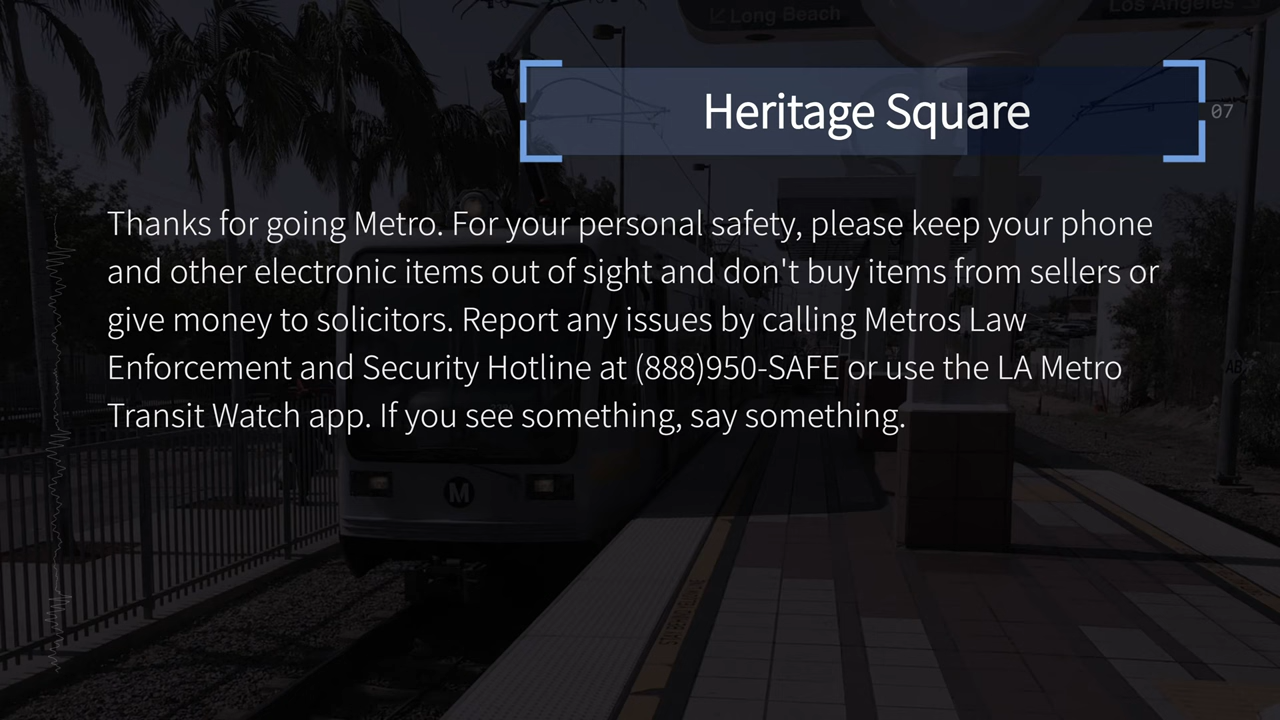 Long Beach
Los Angeles
Heritage Square
07
Thanks for going Metro. For your personal safety, please keep your phone
and other electronic items out of sight and don't buy items from sellers or
give money to solicitors. Report any issues by calling Metros Law
Enforcement and Security Hotline at (888)950-SAFE or use the LA Metro
Transit Watch app. If you see something, say something.
M